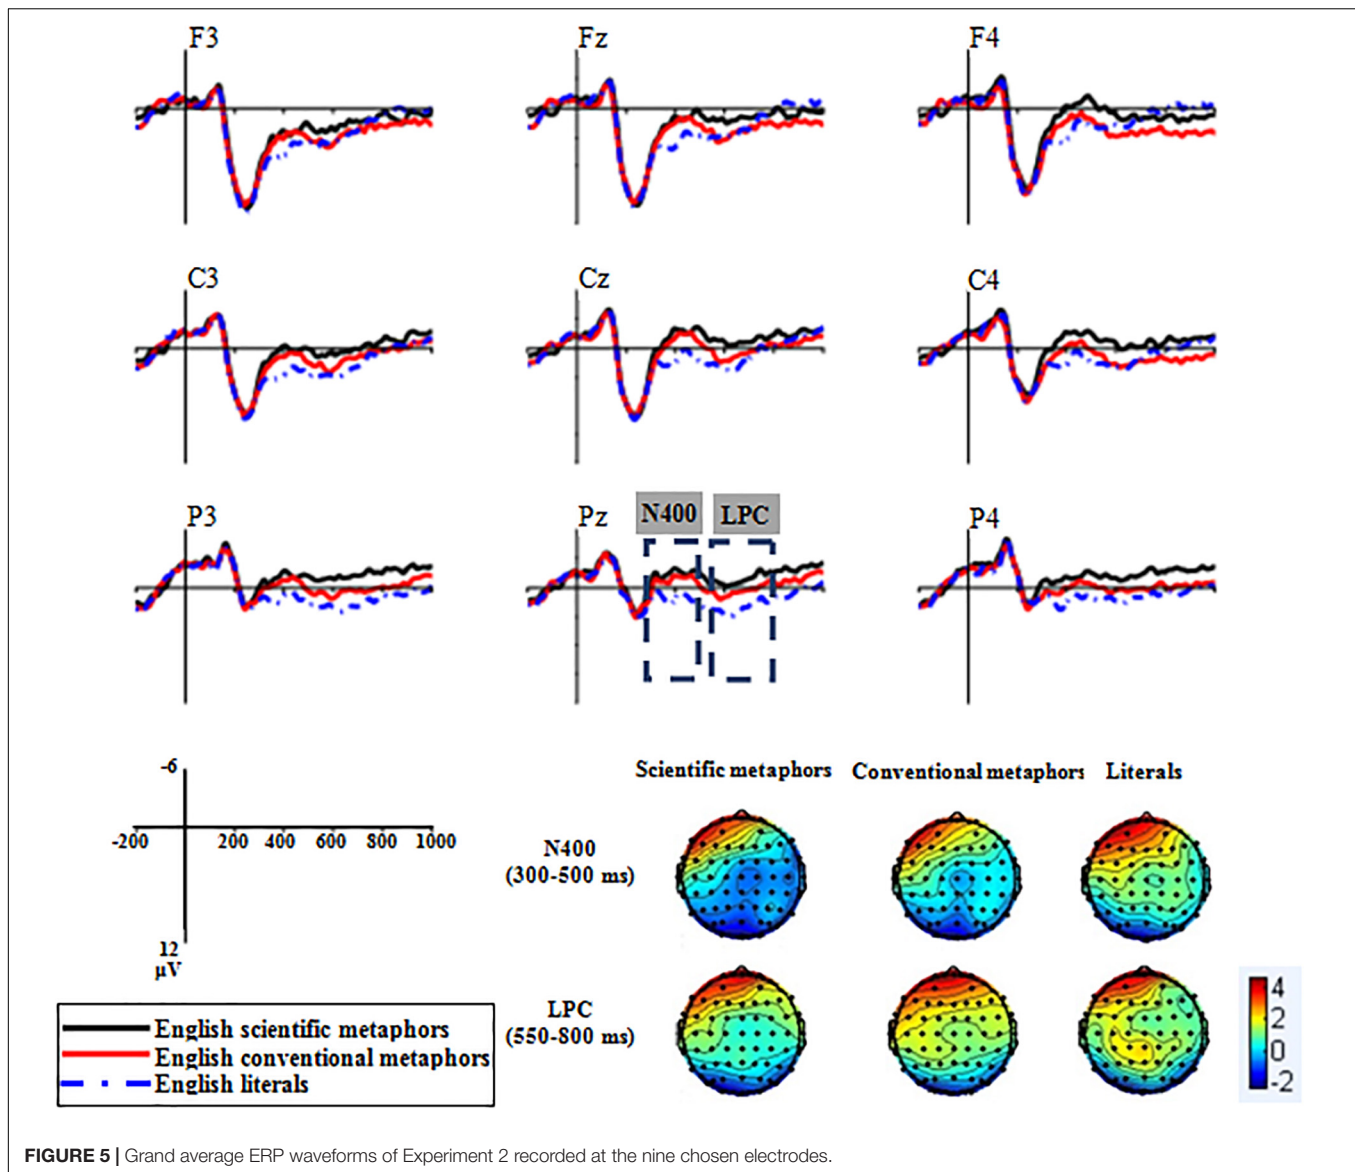 F3 Fz F4
C3 Cz C4
P3 Pz N400 LPC P4
-6
-200 200 400 600 800 1000
12
µV
Scientific metaphors Conventional metaphors Literals
N400
(300-500 ms)
LPC
(550-800 ms)
4
2
0
-2
English scientific metaphors
English conventional metaphors
English literals
FIGURE 5 | Grand average ERP waveforms of Experiment 2 recorded at the nine chosen electrodes.